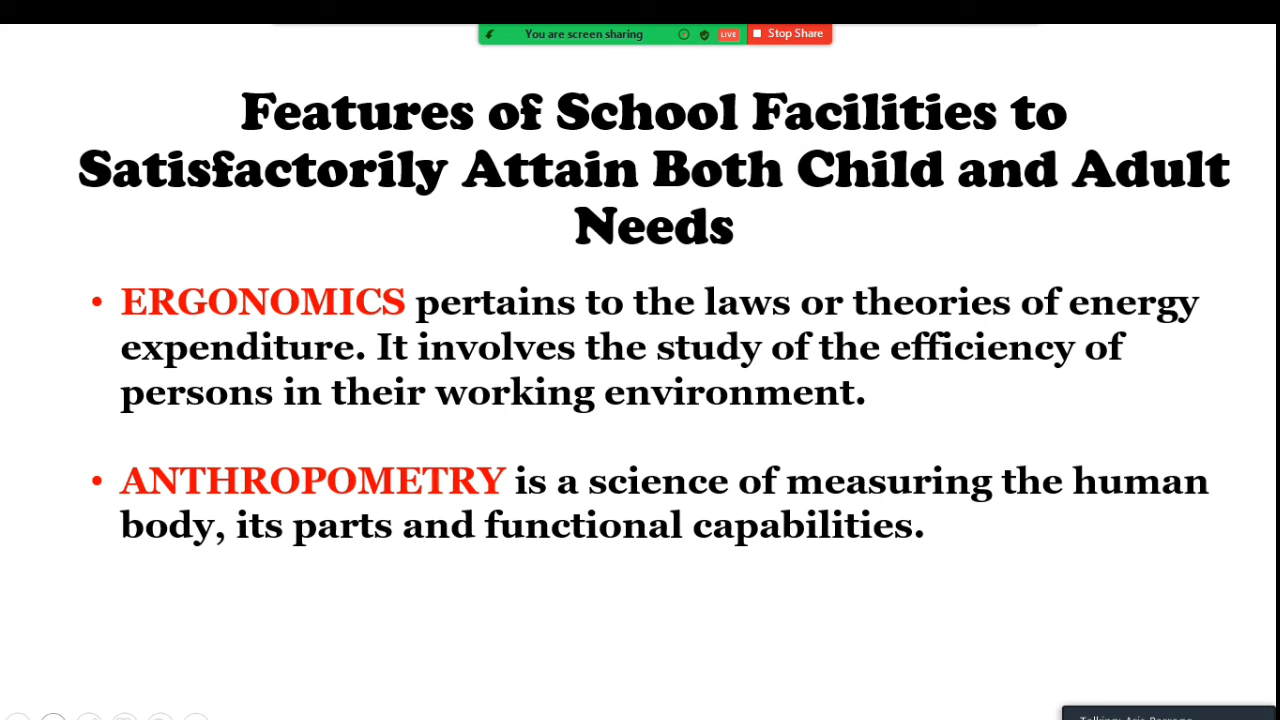 You are screen sharing LIVE Stop Share
Features of School Facilities to
Satisfactorily Attain Both Child and Adult
Needs
• ERGONOMICS pertains to the laws or theories of energy
expenditure. It involves the study of the efficiency of
persons in their working environment.
• ANTHROPOMETRY is a science of measuring the human
body, its parts and functional capabilities.